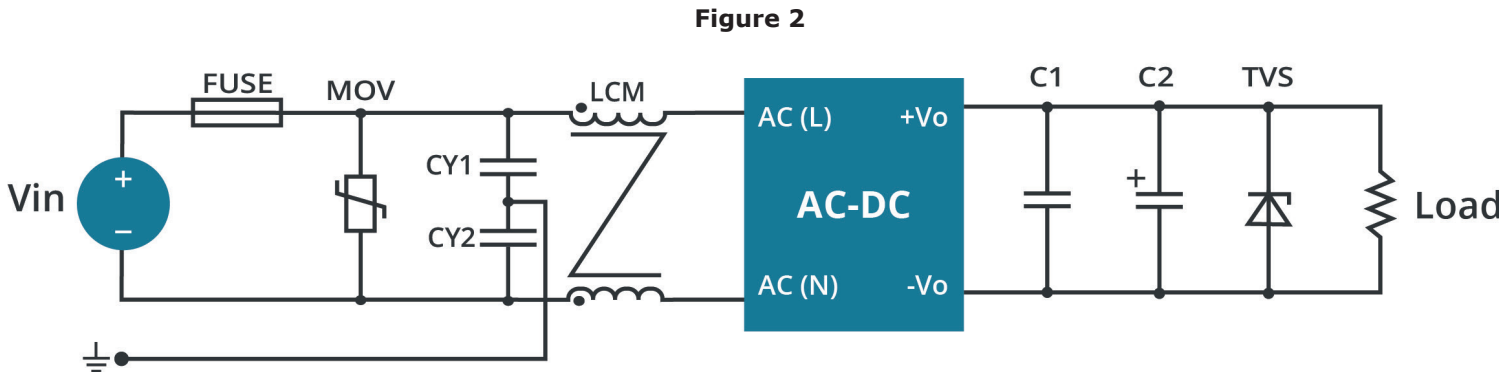 Figure 2
FUSE
MOV
LCM
C1
C2
TVS
AC (L)
+Vo
CY1
+
+
Vin
AC-DC
Load
−
CY2
AC (N)
-Vo